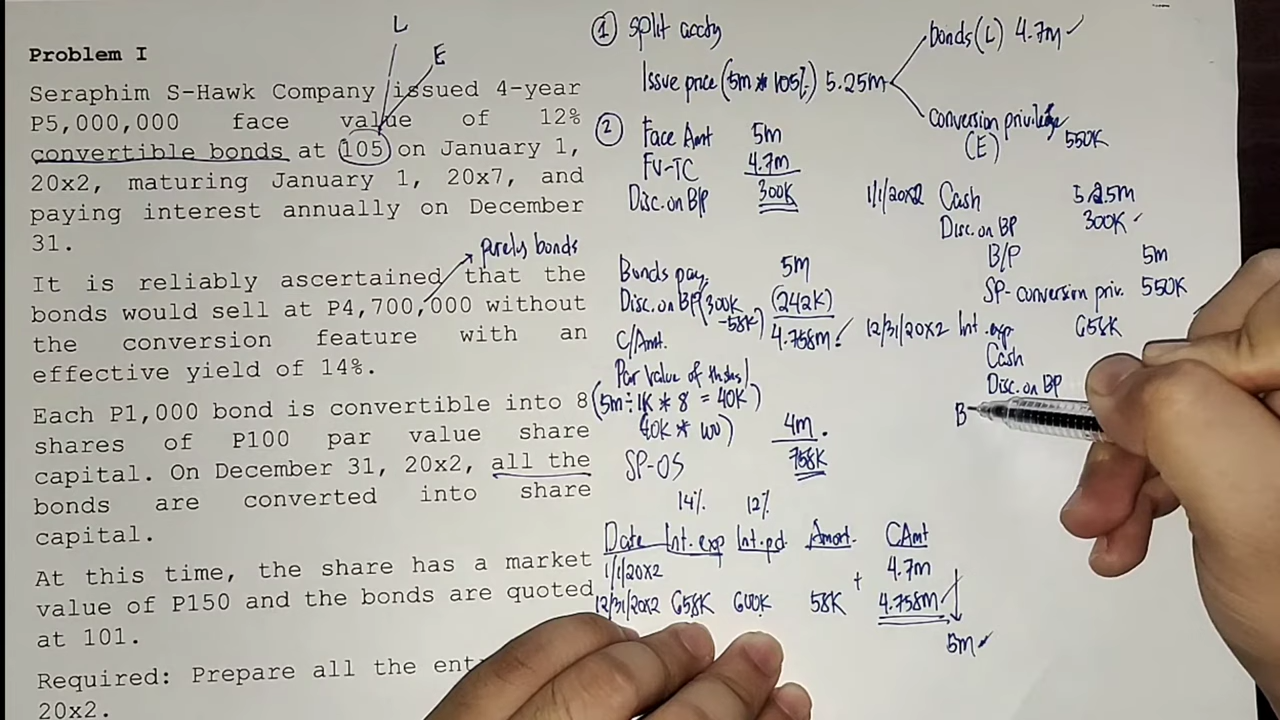 Problem I
Seraphim S-Hawk Company issued 4-year
P5,000,000 face value of 12%
convertible bonds at 105 on January 1,
20x2, maturing January 1, 20x7, and
paying interest annually on December
31.
It is reliably ascertained that the
bonds would sell at P4,700,000 without
the conversion feature with an
effective yield of 14%.
Each P1,000 bond is convertible into 8
shares of P100 par value share
capital. On December 31, 20x2, all the
bonds are converted into share
capital.
At this time, the share has a market
value of P150 and the bonds are quoted
at 101.
Required: Prepare all the ent
20x2.
L
E
purely bonds
① split acctg
Issue price (5m * 105%) 5.25m
bonds (L) 4.7m ✓
conversion privilege
(E) 550K
② Face Amt 5m
FV-TC 4.7m
Disc. on B/P 300K
Bonds pay. 5m
Disc. on BP (300K (242K)
-58K)
C/Amt. 4.758m ✓
Par value of
(5m ÷ 1K * 8 = 40K)
40K * 100) 4m
SP-OS 758K
14% 12%
Date Int. exp Int. pd. Amort. CAmt
1/1/20x2 4.7m
12/31/20x2 658K 600K 58K + 4.758m
5m ✓
1/1/20x2 Cash 5.25m
Disc. on BP 300K ✓
B/P 5m
SP- conversion priv. 550K
12/31/20x2 Int. exp 658K
Cash
Disc. on BP
B